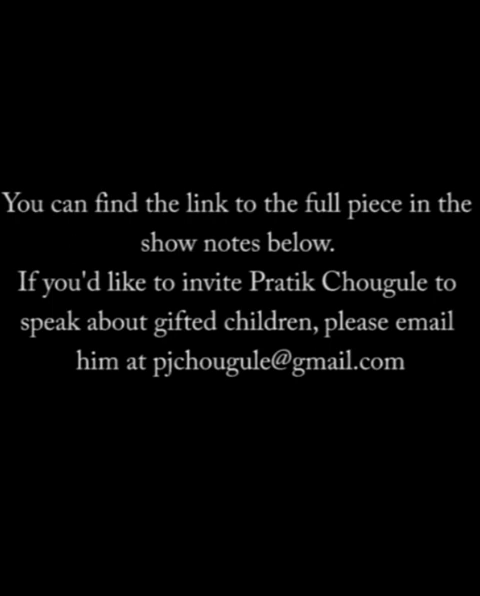 You can find the link to the full piece in the
show notes below.
If you'd like to invite Pratik Chougule to
speak about gifted children, please email
him at pjchougule@gmail.com